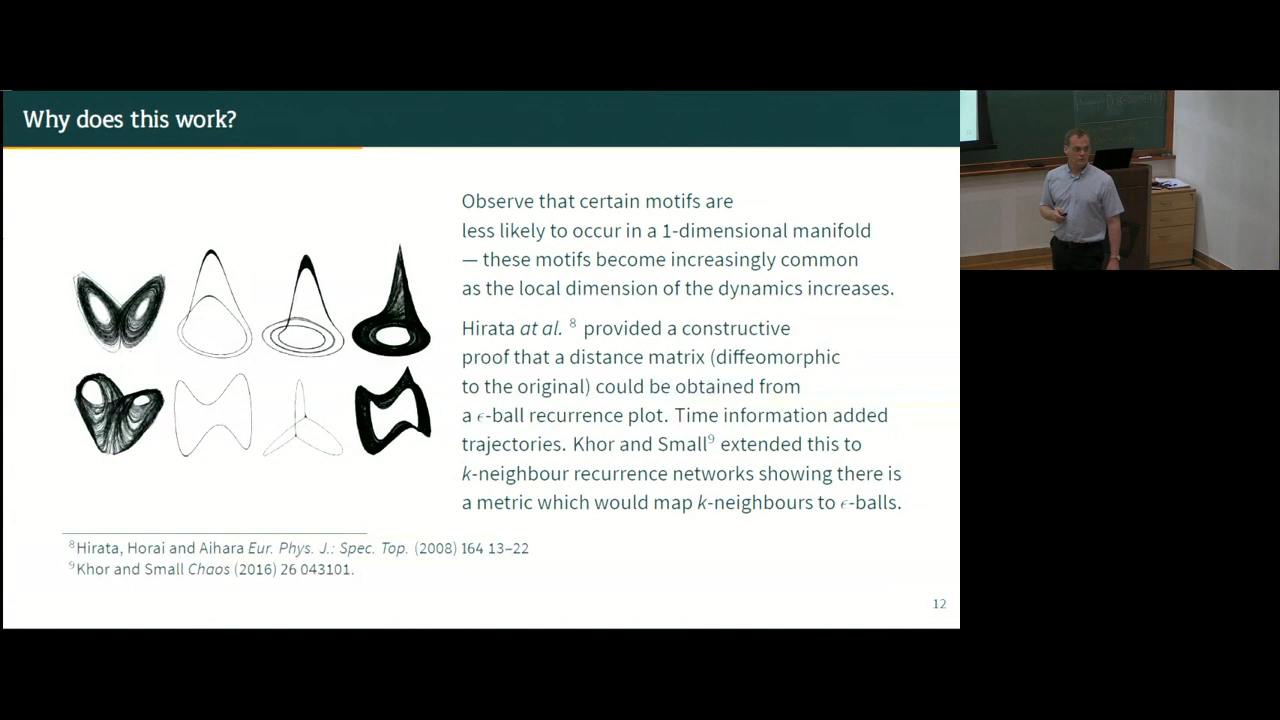 Why does this work?
Observe that certain motifs are
less likely to occur in a 1-dimensional manifold
— these motifs become increasingly common
as the local dimension of the dynamics increases.
Hirata at al. ⁸ provided a constructive
proof that a distance matrix (diffeomorphic
to the original) could be obtained from
a ϵ-ball recurrence plot. Time information added
trajectories. Khor and Small⁹ extended this to
k-neighbour recurrence networks showing there is
a metric which would map k-neighbours to ϵ-balls.
⁸Hirata, Horai and Aihara Eur. Phys. J.: Spec. Top. (2008) 164 13–22
⁹Khor and Small Chaos (2016) 26 043101.
12